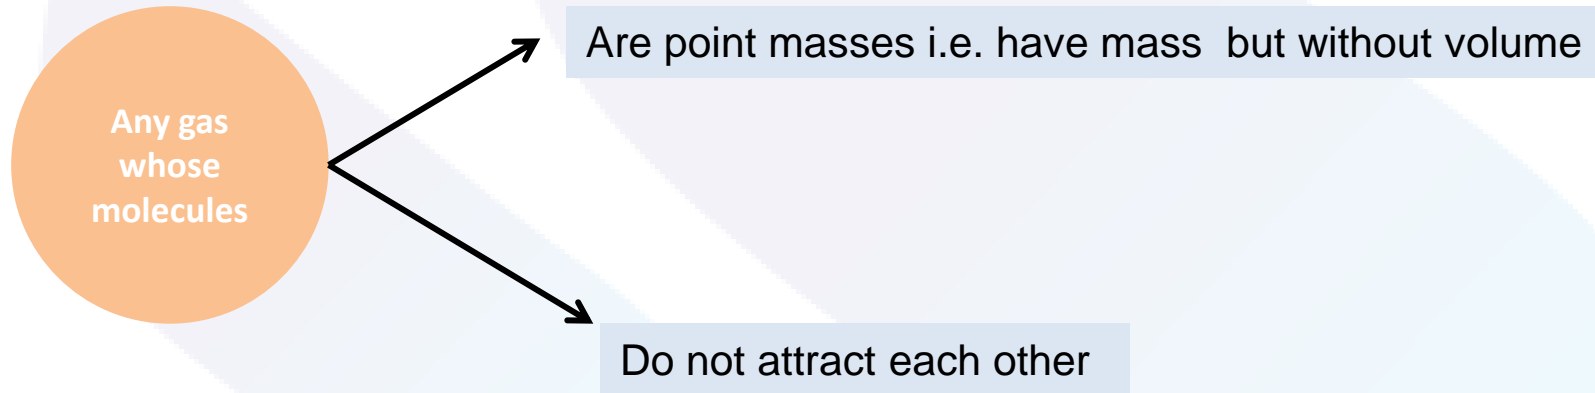 Are point masses i.e. have mass  but without volume
Any gas
whose
molecules
Do not attract each other